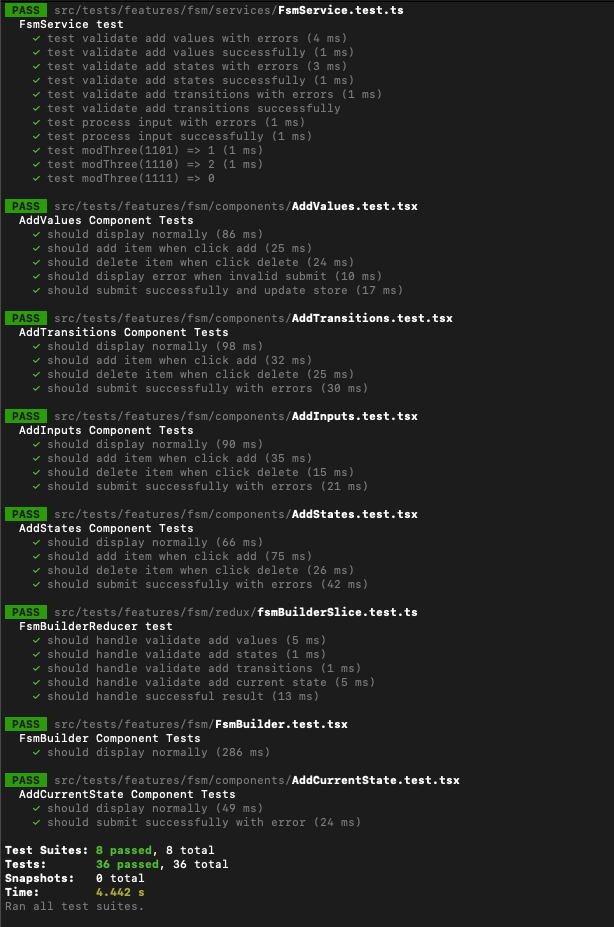 PASS src/tests/features/fsm/services/FsmService.test.ts
FsmService test
✓ test validate add values with errors (4 ms)
✓ test validate add values successfully (1 ms)
✓ test validate add states with errors (3 ms)
✓ test validate add states successfully (1 ms)
✓ test validate add transitions with errors (1 ms)
✓ test validate add transitions successfully
✓ test process input with errors (1 ms)
✓ test process input successfully (1 ms)
✓ test modThree(1101) => 1 (1 ms)
✓ test modThree(1110) => 2 (1 ms)
✓ test modThree(1111) => 0
PASS src/tests/features/fsm/components/AddValues.test.tsx
AddValues Component Tests
✓ should display normally (86 ms)
✓ should add item when click add (25 ms)
✓ should delete item when click delete (24 ms)
✓ should display error when invalid submit (10 ms)
✓ should submit successfully and update store (17 ms)
PASS src/tests/features/fsm/components/AddTransitions.test.tsx
AddTransitions Component Tests
✓ should display normally (98 ms)
✓ should add item when click add (32 ms)
✓ should delete item when click delete (25 ms)
✓ should submit successfully with errors (30 ms)
PASS src/tests/features/fsm/components/AddInputs.test.tsx
AddInputs Component Tests
✓ should display normally (90 ms)
✓ should add item when click add (35 ms)
✓ should delete item when click delete (15 ms)
✓ should submit successfully with errors (21 ms)
PASS src/tests/features/fsm/components/AddStates.test.tsx
AddStates Component Tests
✓ should display normally (66 ms)
✓ should add item when click add (75 ms)
✓ should delete item when click delete (26 ms)
✓ should submit successfully with errors (42 ms)
PASS src/tests/features/fsm/redux/fsmBuilderSlice.test.ts
FsmBuilderReducer test
✓ should handle validate add values (5 ms)
✓ should handle validate add states (1 ms)
✓ should handle validate add transitions (1 ms)
✓ should handle validate add current state (5 ms)
✓ should handle successful result (13 ms)
PASS src/tests/features/fsm/FsmBuilder.test.tsx
FsmBuilder Component Tests
✓ should display normally (286 ms)
PASS src/tests/features/fsm/components/AddCurrentState.test.tsx
AddCurrentState Component Tests
✓ should display normally (49 ms)
✓ should submit successfully with error (24 ms)
Test Suites: 8 passed, 8 total
Tests: 36 passed, 36 total
Snapshots: 0 total
Time: 4.442 s
Ran all test suites.